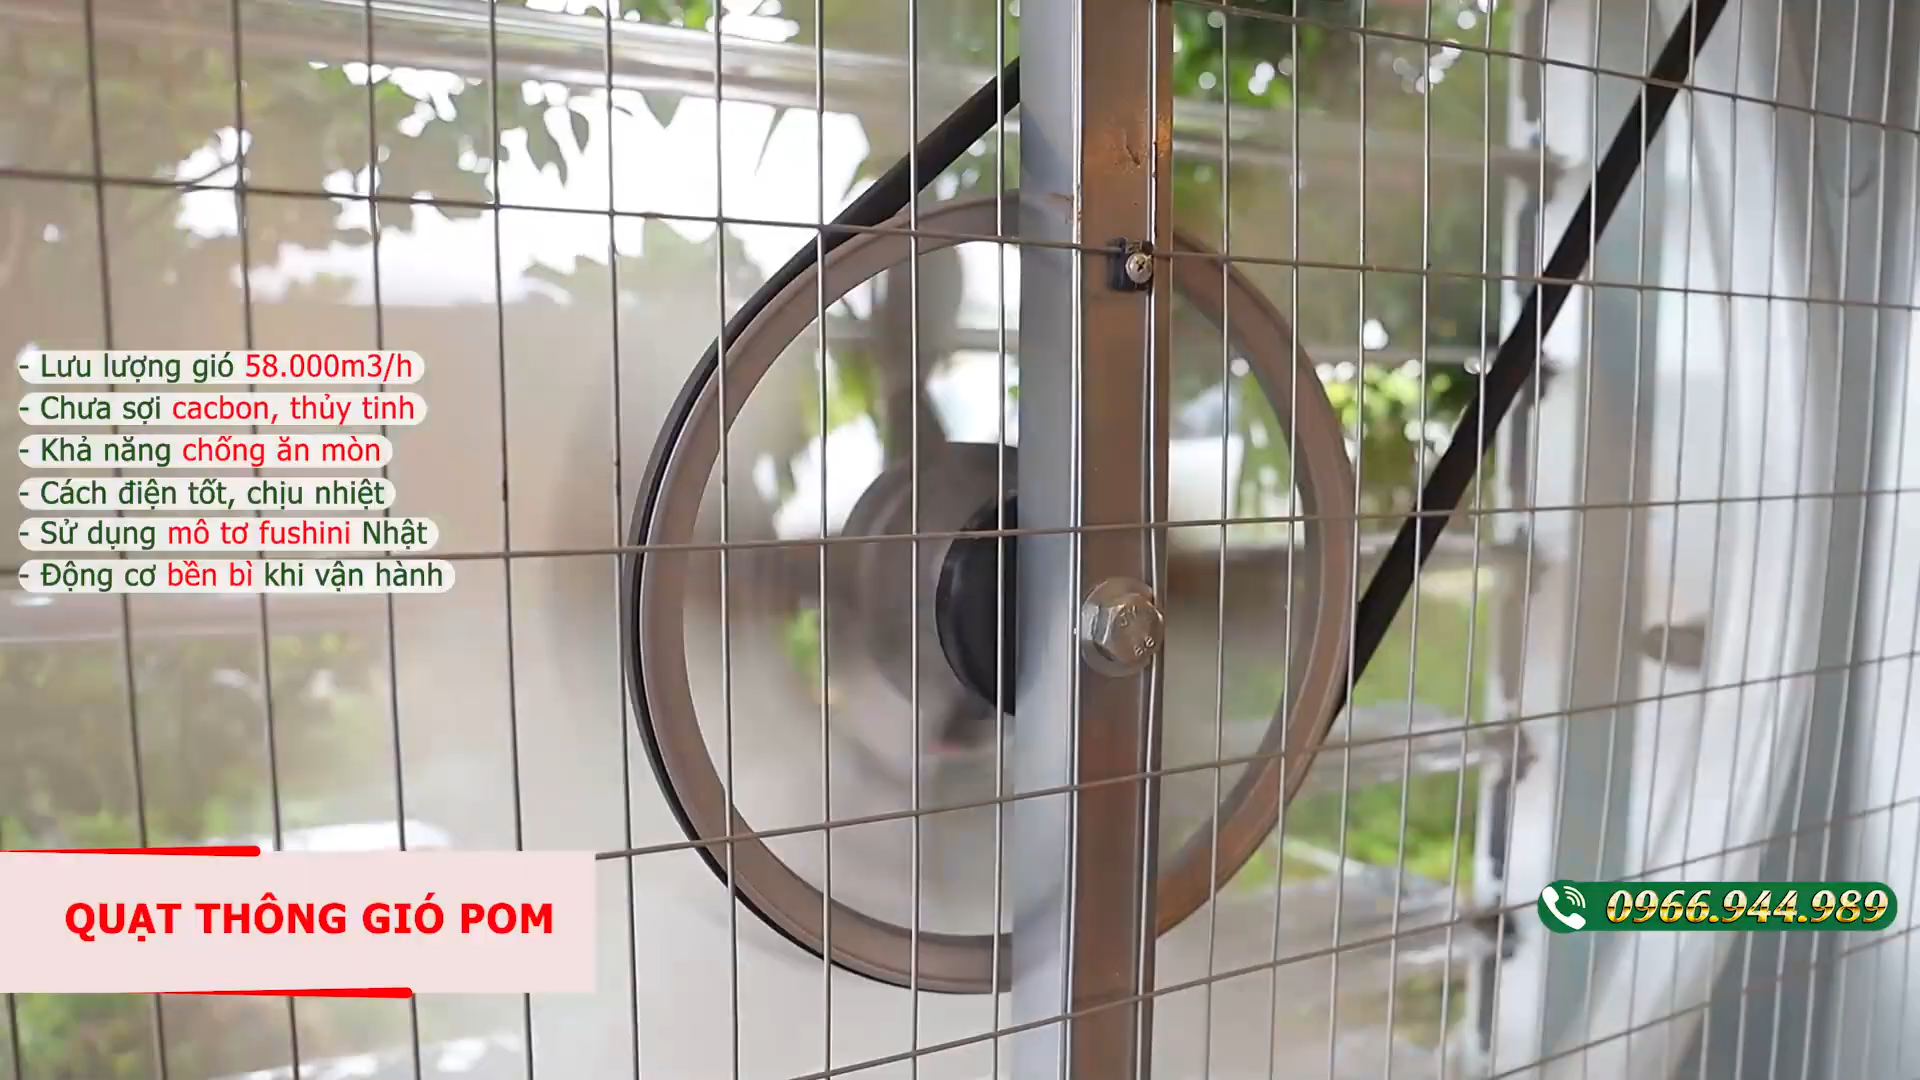 - Lưu lượng gió 58.000m3/h
- Chưa sợi cacbon, thủy tinh
- Khả năng chống ăn mòn
- Cách điện tốt, chịu nhiệt
- Sử dụng mô tơ fushini Nhật
- Động cơ bền bì khi vận hành
8.8
QUẠT THÔNG GIÓ POM
0966.944.989